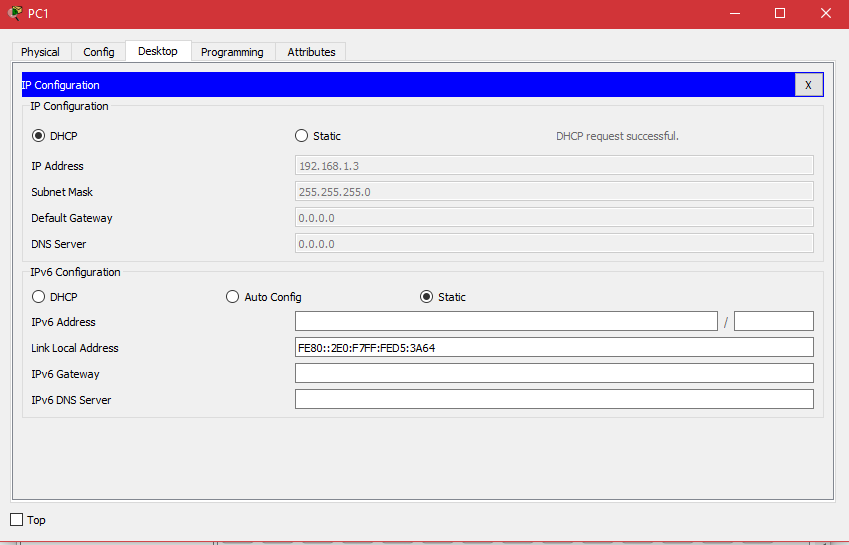 PC1
Physical Config Desktop Programming Attributes
IP Configuration X
IP Configuration
DHCP Static DHCP request successful.
IP Address 192.168.1.3
Subnet Mask 255.255.255.0
Default Gateway 0.0.0.0
DNS Server 0.0.0.0
IPv6 Configuration
DHCP Auto Config Static
IPv6 Address /
Link Local Address FE80::2E0:F7FF:FED5:3A64
IPv6 Gateway
IPv6 DNS Server
Top